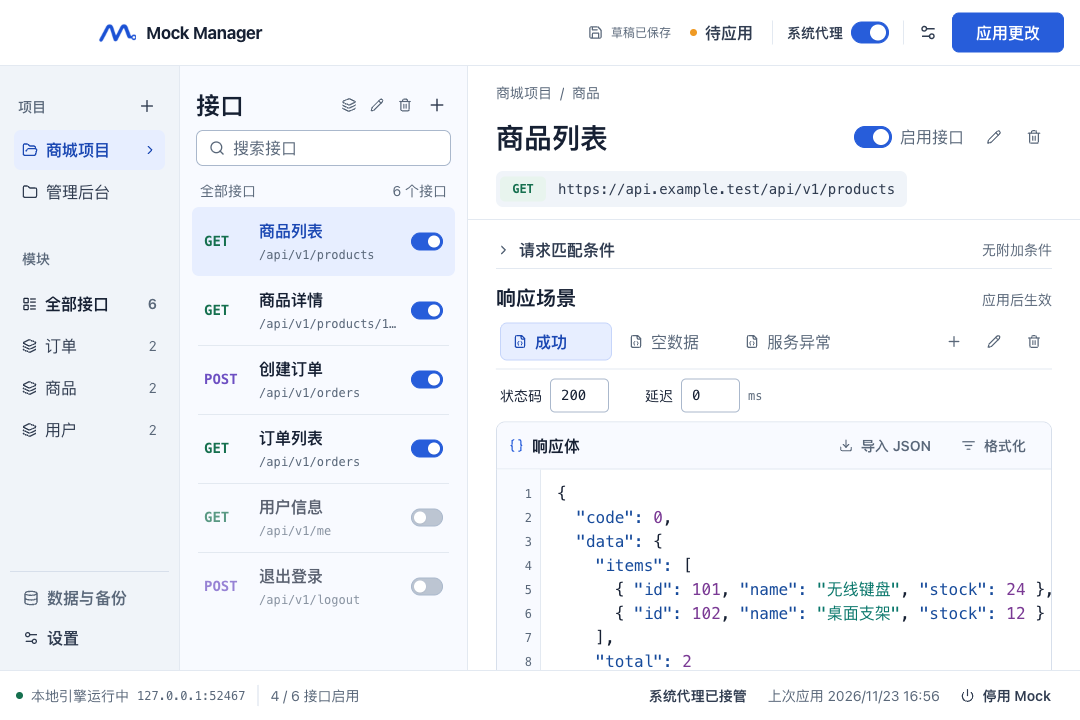 Mock Manager
草稿已保存
待应用
系统代理
应用更改
项目
商城项目
管理后台
模块
全部接口 6
订单 2
商品 2
用户 2
数据与备份
设置
接口
搜索接口
全部接口 6 个接口
GET 商品列表
/api/v1/products
GET 商品详情
/api/v1/products/1…
POST 创建订单
/api/v1/orders
GET 订单列表
/api/v1/orders
GET 用户信息
/api/v1/me
POST 退出登录
/api/v1/logout
商城项目 / 商品
商品列表
启用接口
GET https://api.example.test/api/v1/products
请求匹配条件 无附加条件
响应场景 应用后生效
成功 空数据 服务异常
状态码 200 延迟 0 ms
{} 响应体 导入 JSON 格式化
1 {
2 "code": 0,
3 "data": {
4 "items": [
5 { "id": 101, "name": "无线键盘", "stock": 24 },
6 { "id": 102, "name": "桌面支架", "stock": 12 }
7 ],
8 "total": 2
本地引擎运行中 127.0.0.1:52467 4 / 6 接口启用
系统代理已接管 上次应用 2026/11/23 16:56 停用 Mock